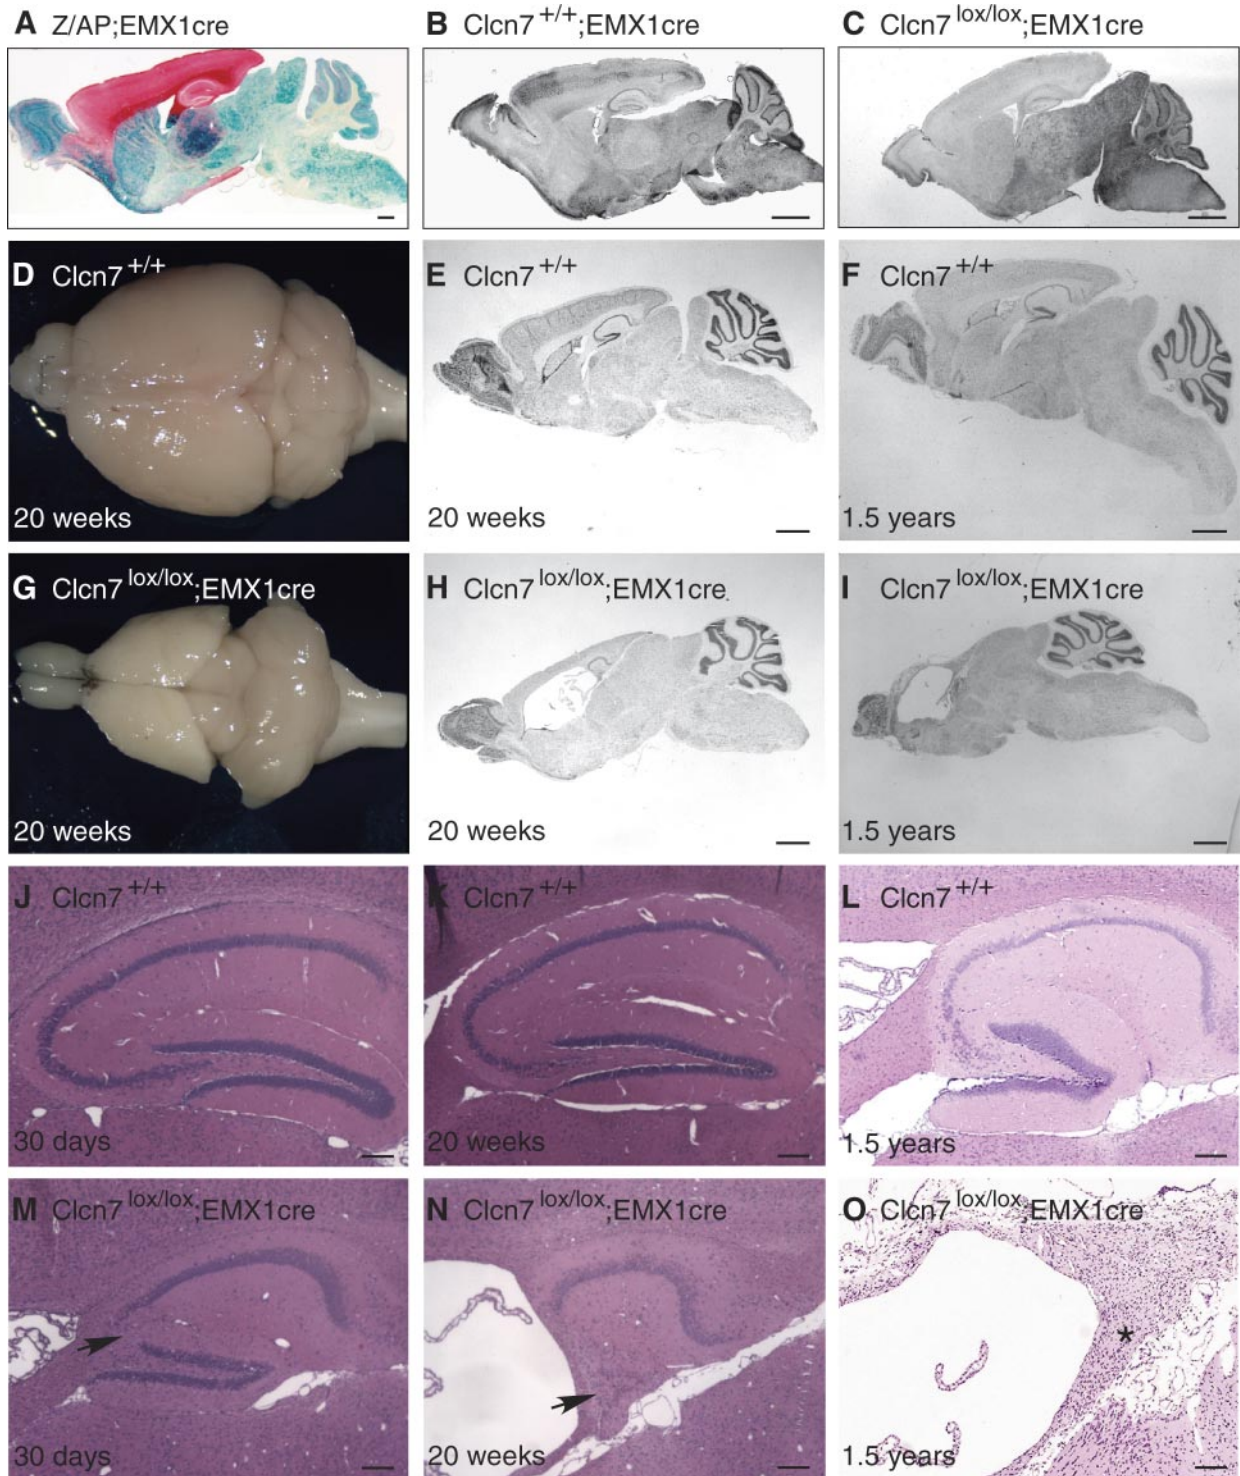 A Z/AP;EMX1cre
B Clcn7 +/+;EMX1cre
C Clcn7 lox/lox;EMX1cre
D Clcn7 +/+
20 weeks
E Clcn7 +/+
20 weeks
F Clcn7 +/+
1.5 years
G Clcn7 lox/lox;EMX1cre
20 weeks
H Clcn7 lox/lox;EMX1cre
20 weeks
I Clcn7 lox/lox;EMX1cre
1.5 years
J Clcn7 +/+
30 days
K Clcn7 +/+
20 weeks
L Clcn7 +/+
1.5 years
M Clcn7 lox/lox;EMX1cre
30 days
N Clcn7 lox/lox;EMX1cre
20 weeks
O Clcn7 lox/lox;EMX1cre
*
1.5 years